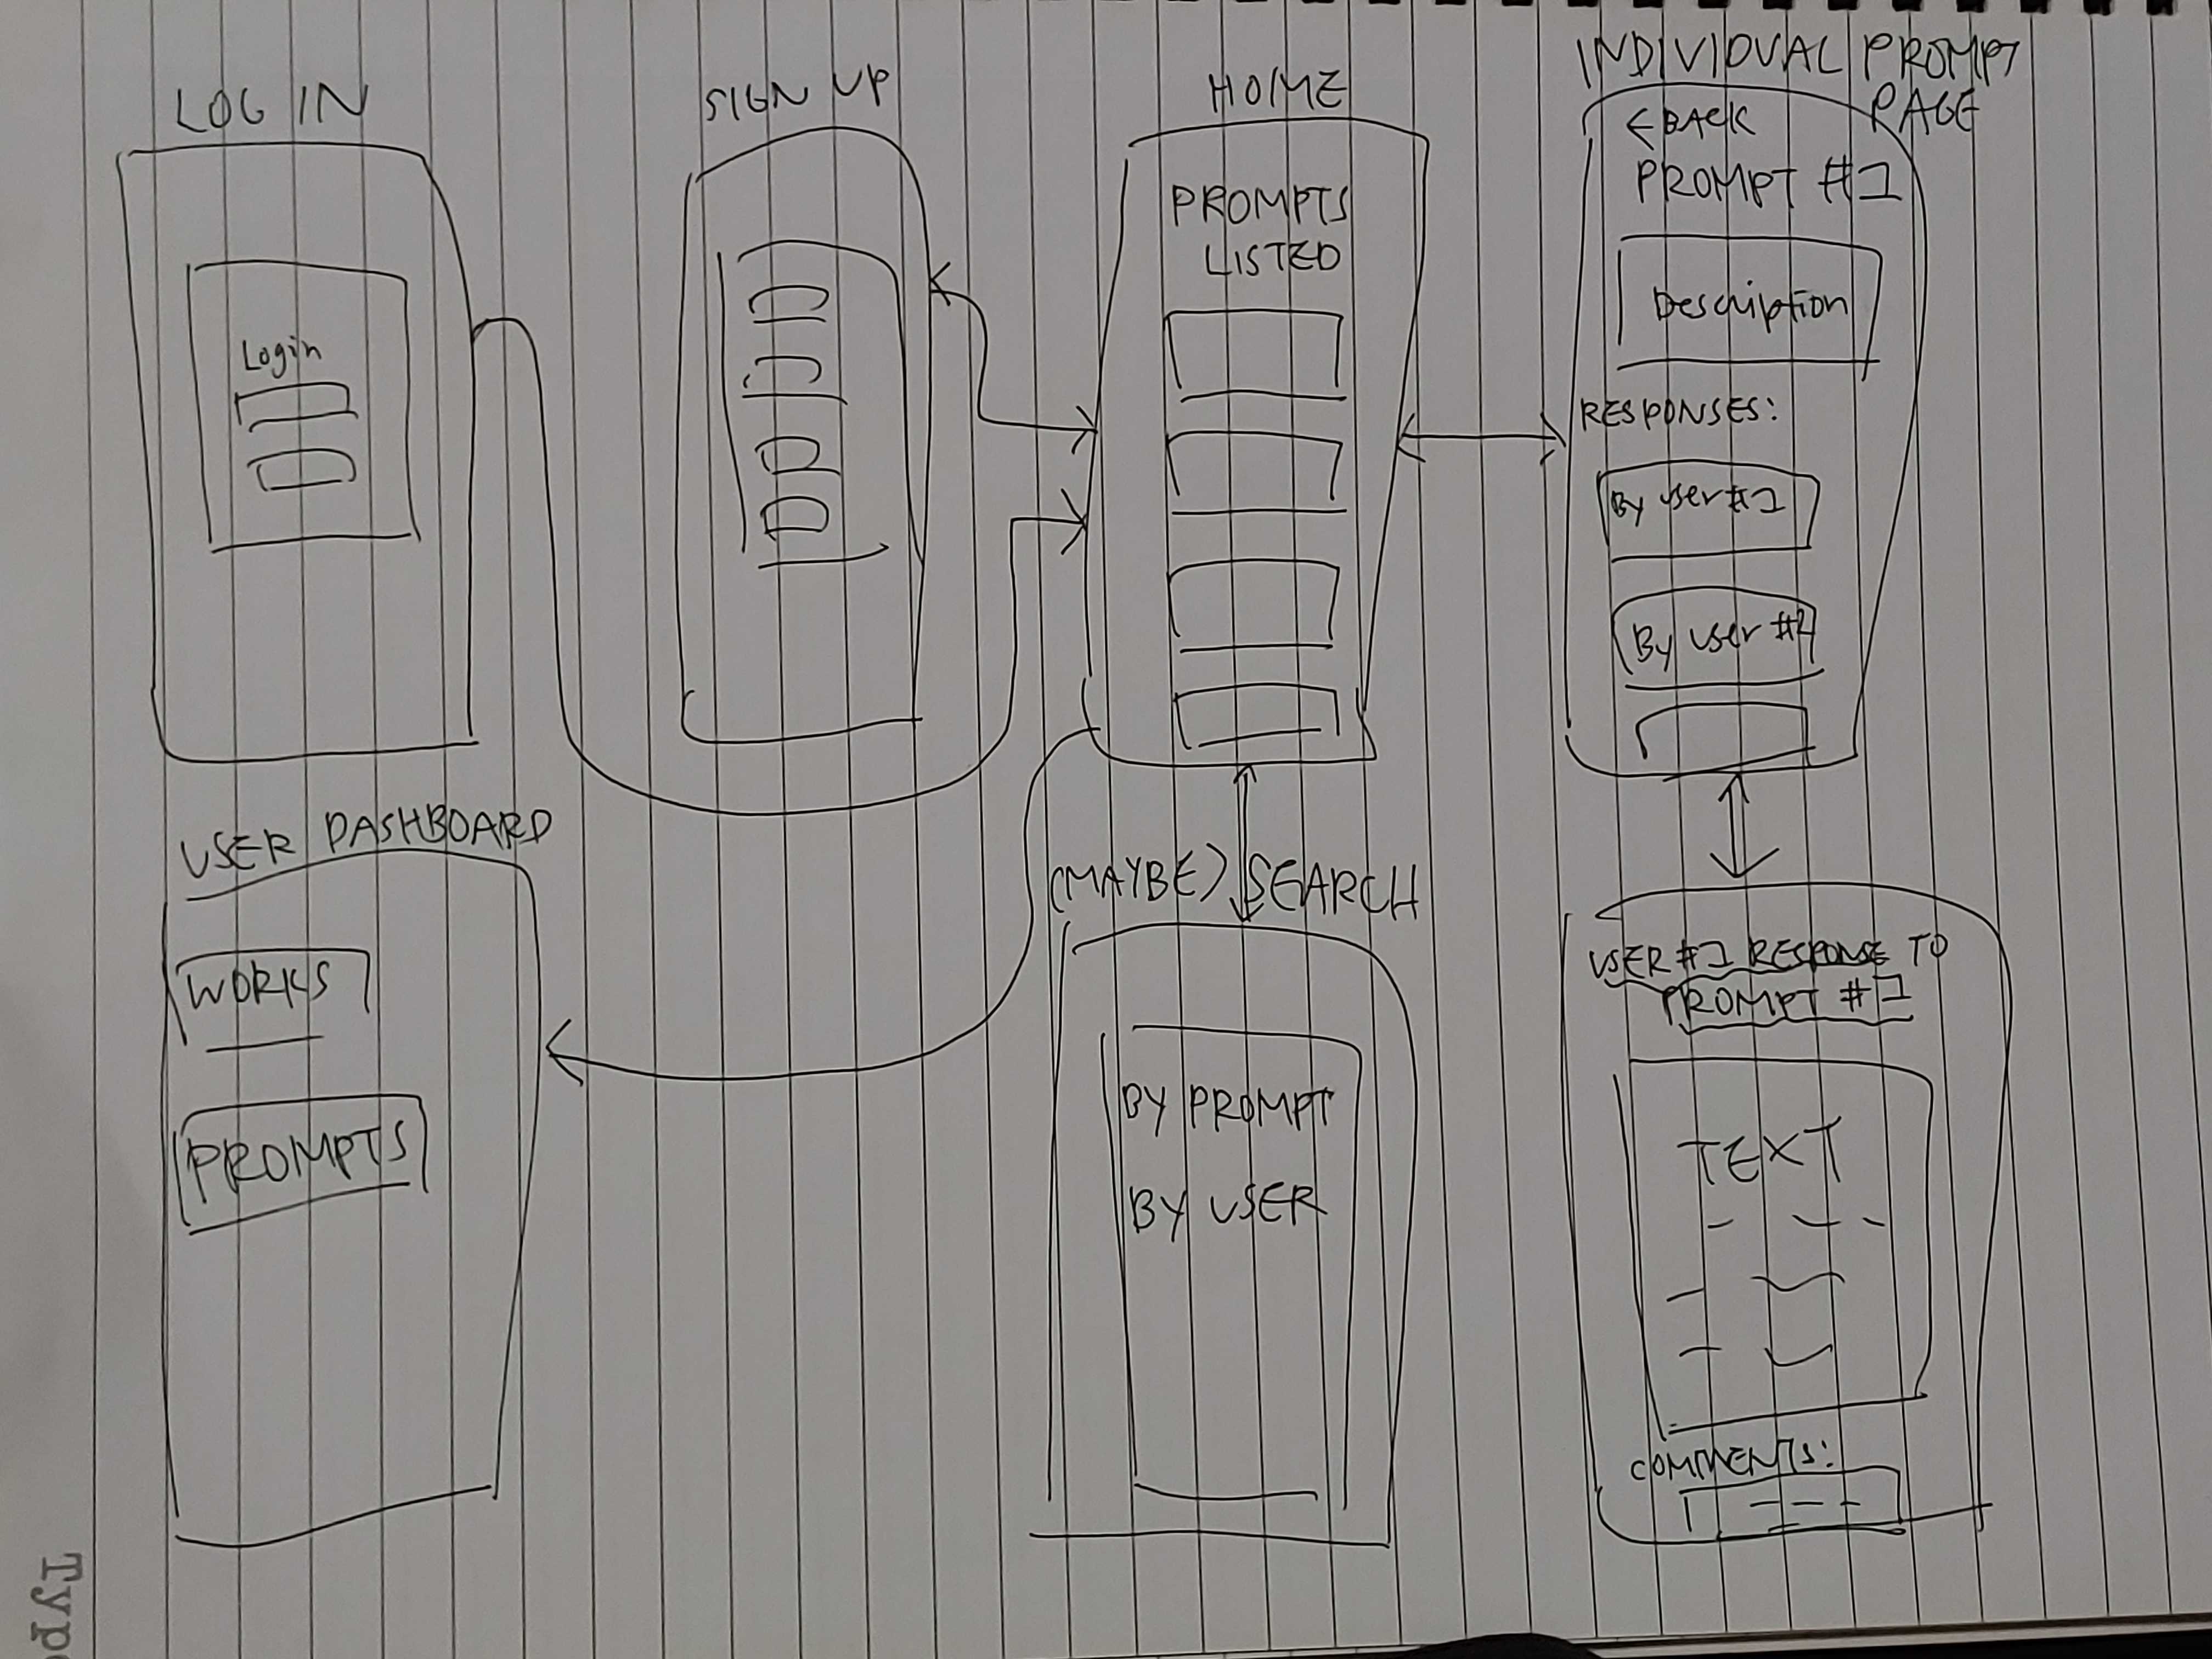 LOG IN
Login
SIGN UP
HOME
PROMPTS
LISTED
INDIVIDUAL PROMPT
PAGE
← BACK
PROMPT #1
Description
RESPONSES:
By user #1
By user #2
USER DASHBOARD
WORKS
PROMPTS
(MAYBE) SEARCH
BY PROMPT
BY USER
USER #1 RESPONSE TO
PROMPT #1
TEXT
COMMENTS:
Typo